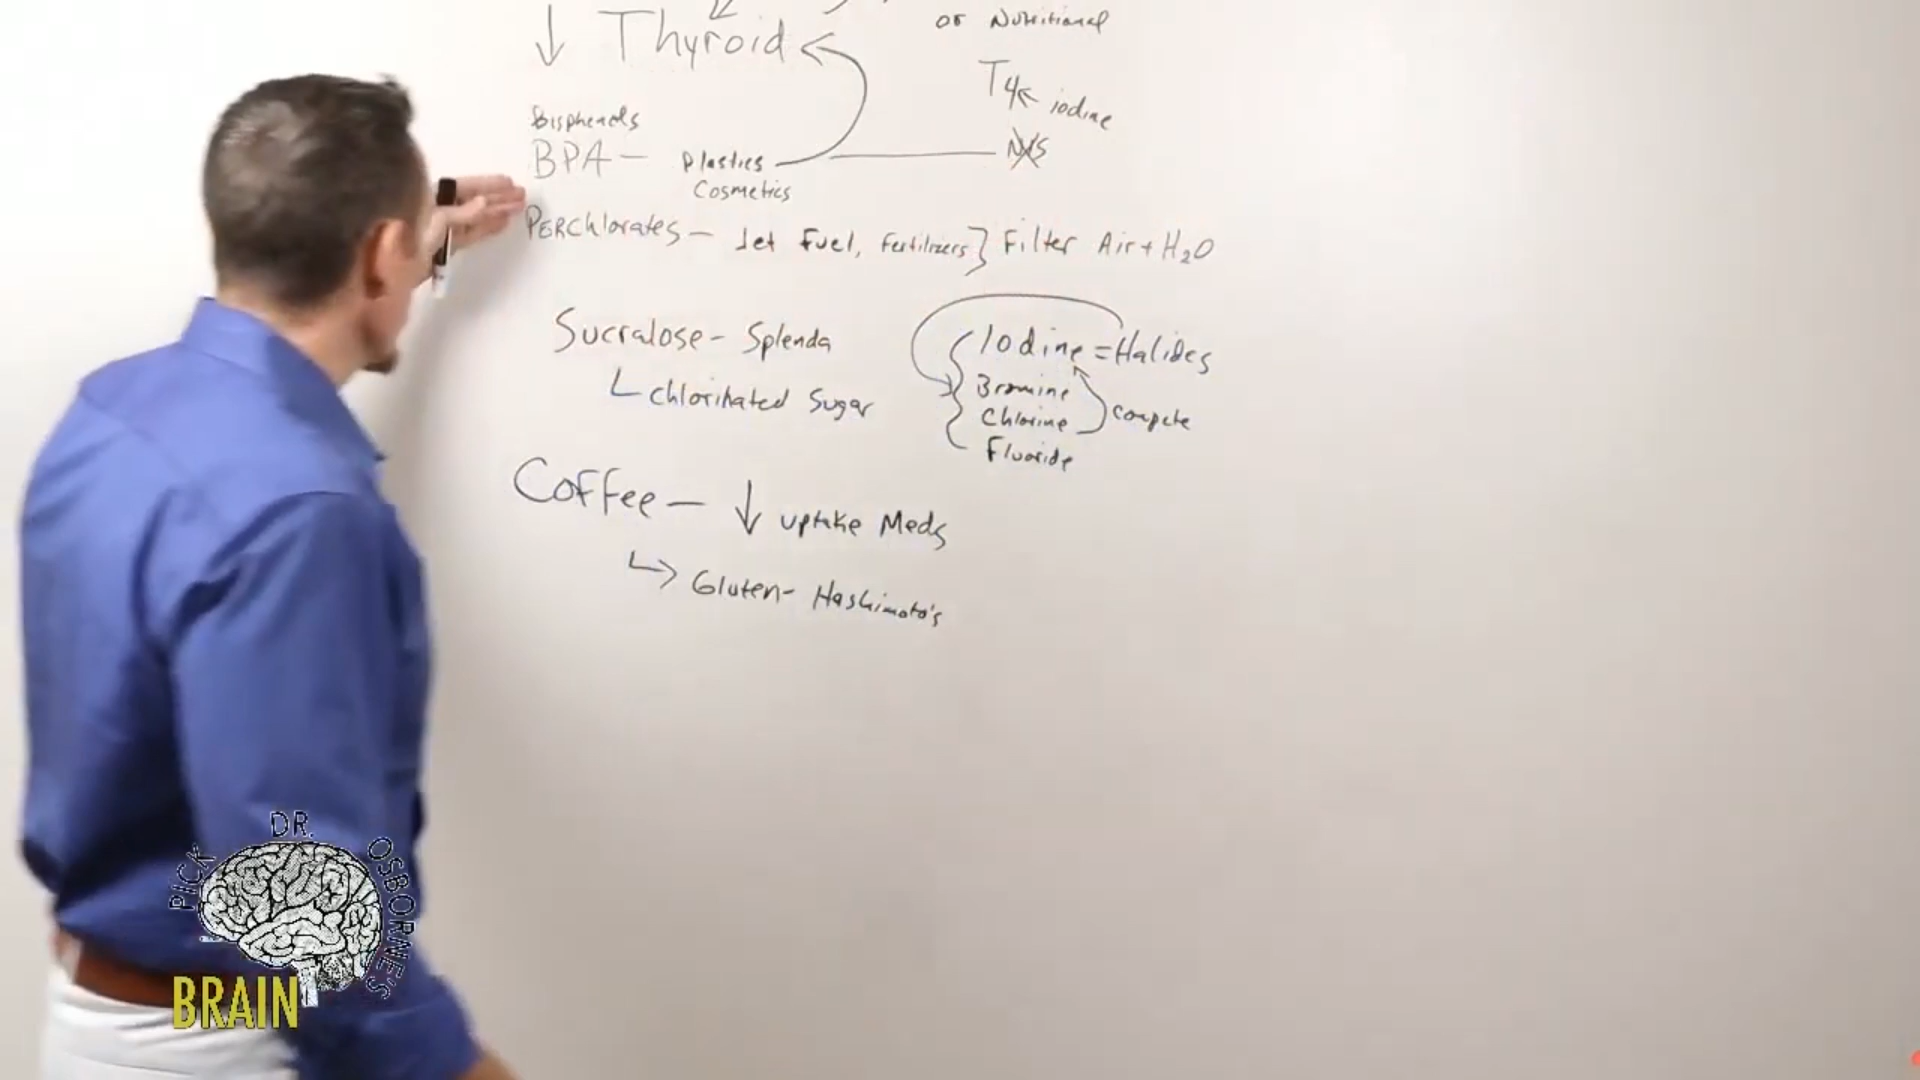 or Nutritional
↓ Thyroid
T4 ← iodine
Bisphenols
BPA — Plastics
Cosmetics
PERChlorates — Jet Fuel, Fertilizers } Filter Air + H₂O
Sucralose - Splenda
Chlorinated Sugar
Iodine = Halides
Bromine
Chlorine
Fluoride
compete
Coffee — ↓ uptake Meds
↳ Gluten - Hashimoto's
PICK DR. OSBORNE'S
BRAIN